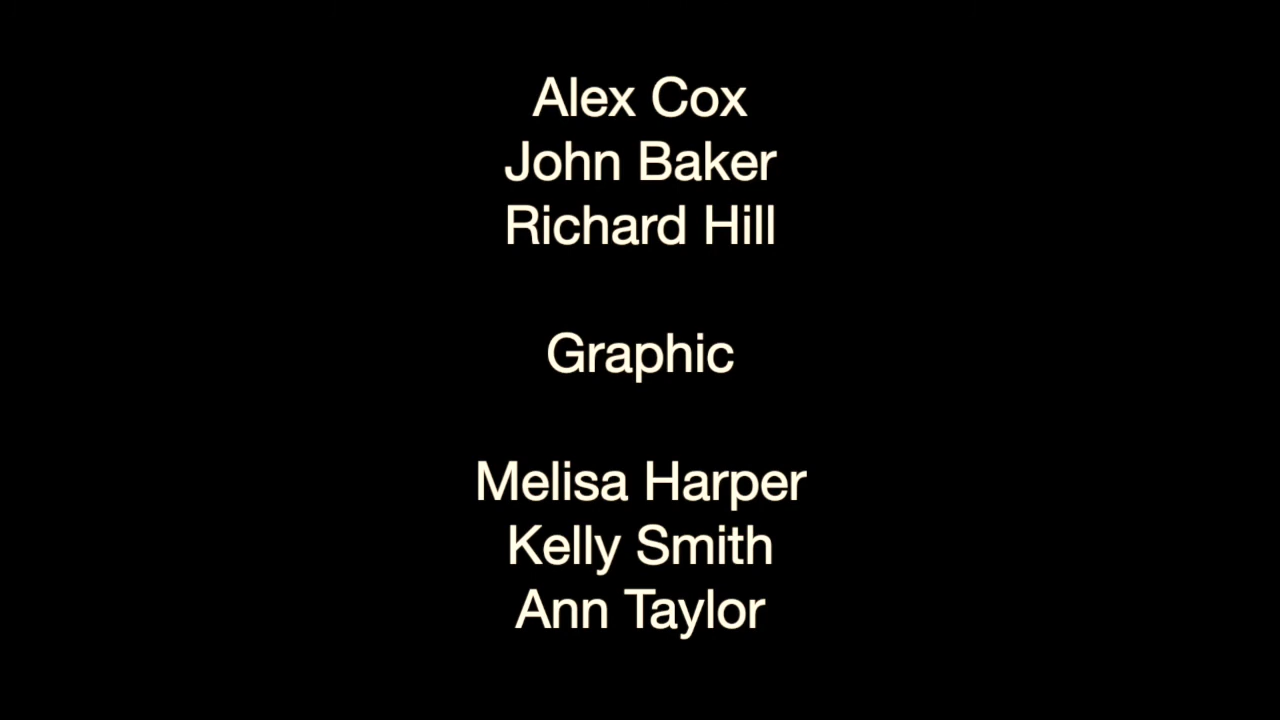 Alex Cox
John Baker
Richard Hill
Graphic
Melisa Harper
Kelly Smith
Ann Taylor